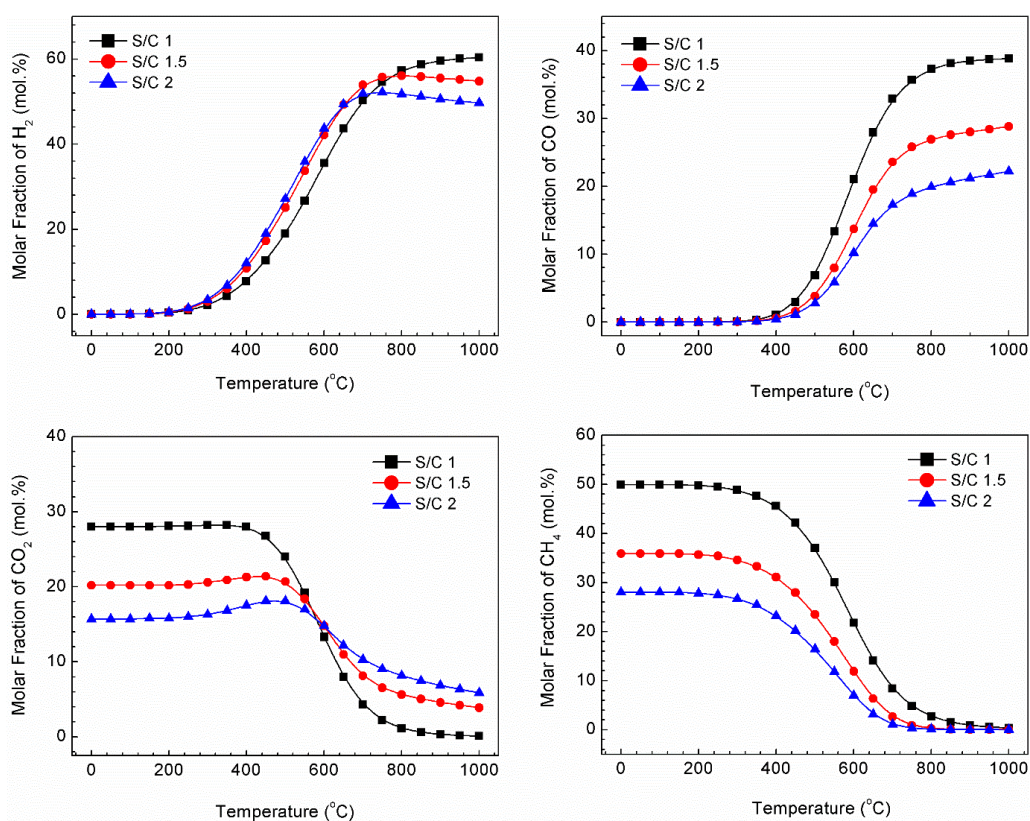 Molar Fraction of H2 (mol.%)
60
40
20
0
S/C 1
S/C 1.5
S/C 2
0 200 400 600 800 1000
Temperature (oC)
Molar Fraction of CO (mol.%)
40
30
20
10
0
S/C 1
S/C 1.5
S/C 2
0 200 400 600 800 1000
Temperature (oC)
Molar Fraction of CO2 (mol.%)
40
30
20
10
0
S/C 1
S/C 1.5
S/C 2
0 200 400 600 800 1000
Temperature (oC)
Molar Fraction of CH4 (mol.%)
60
50
40
30
20
10
0
S/C 1
S/C 1.5
S/C 2
0 200 400 600 800 1000
Temperature (oC)